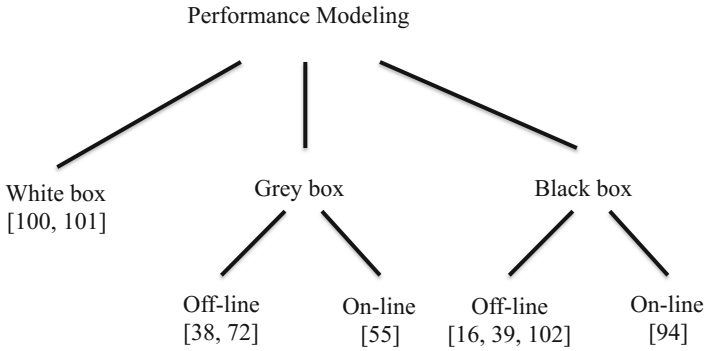 Performance Modeling
White box
[100, 101]
Grey box
Black box
Off-line
[38, 72]
On-line
[55]
Off-line
[16, 39, 102]
On-line
[94]